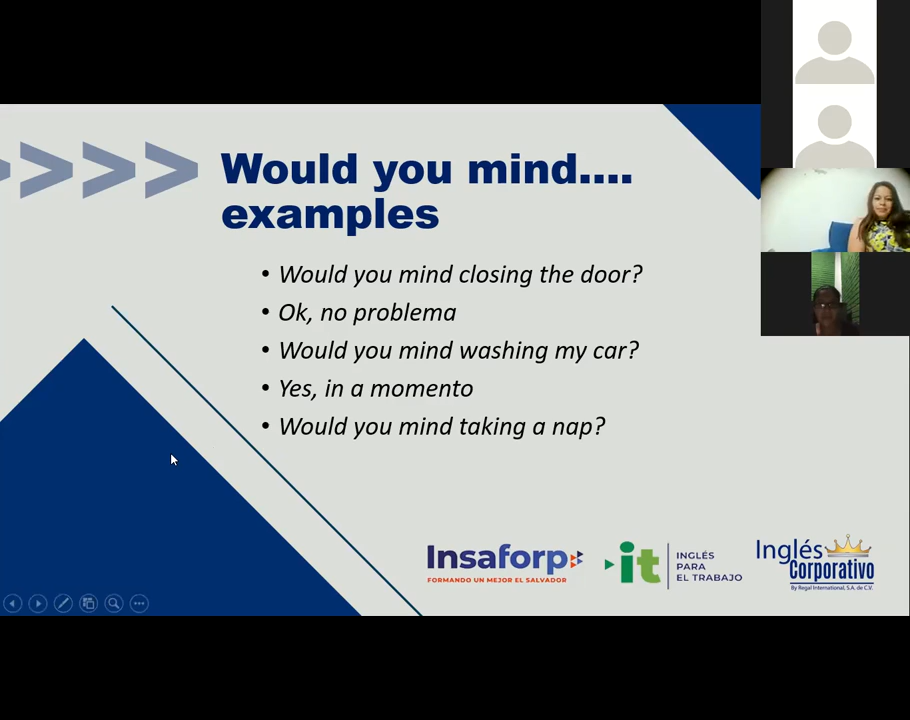 Would you mind....
examples
• Would you mind closing the door?
• Ok, no problema
• Would you mind washing my car?
• Yes, in a momento
• Would you mind taking a nap?
Insaforp
FORMANDO UN MEJOR EL SALVADOR
it
INGLÉS
PARA
EL TRABAJO
Inglés
Corporativo
By Regal International, S.A. de C.V.